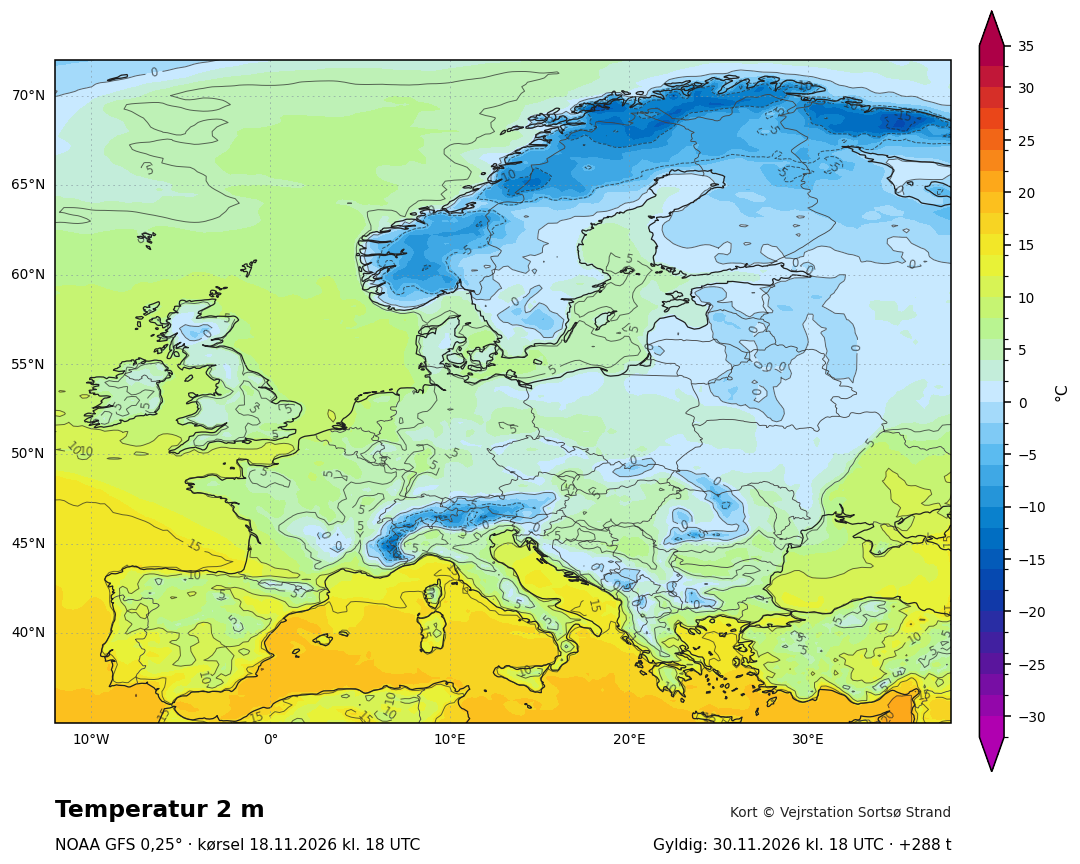 35
30
25
20
15
10
5
0
−5
−10
−15
−20
−25
−30
°C
70°N
65°N
60°N
55°N
50°N
45°N
40°N
10°W
0°
10°E
20°E
30°E
Temperatur 2 m
Kort © Vejrstation Sortsø Strand
NOAA GFS 0,25° · kørsel 18.11.2026 kl. 18 UTC
Gyldig: 30.11.2026 kl. 18 UTC · +288 t